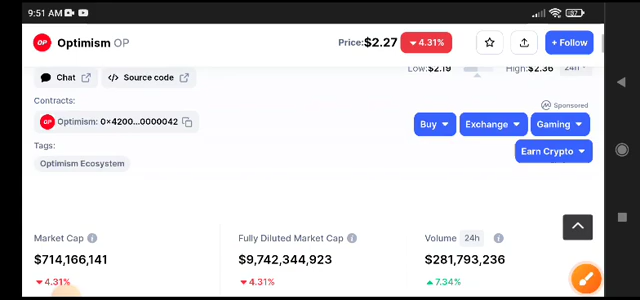 9:51 AM
87
OP Optimism OP
Price: $2.27 4.31%
+ Follow
Low: $2.19 High: $2.36 24h
Chat Source code
Contracts:
Sponsored
OP Optimism: 0x4200...0000042
Buy Exchange Gaming
Tags:
Earn Crypto
Optimism Ecosystem
Market Cap Fully Diluted Market Cap Volume 24h
$714,166,141 $9,742,344,923 $281,793,236
4.31% 4.31% 7.34%